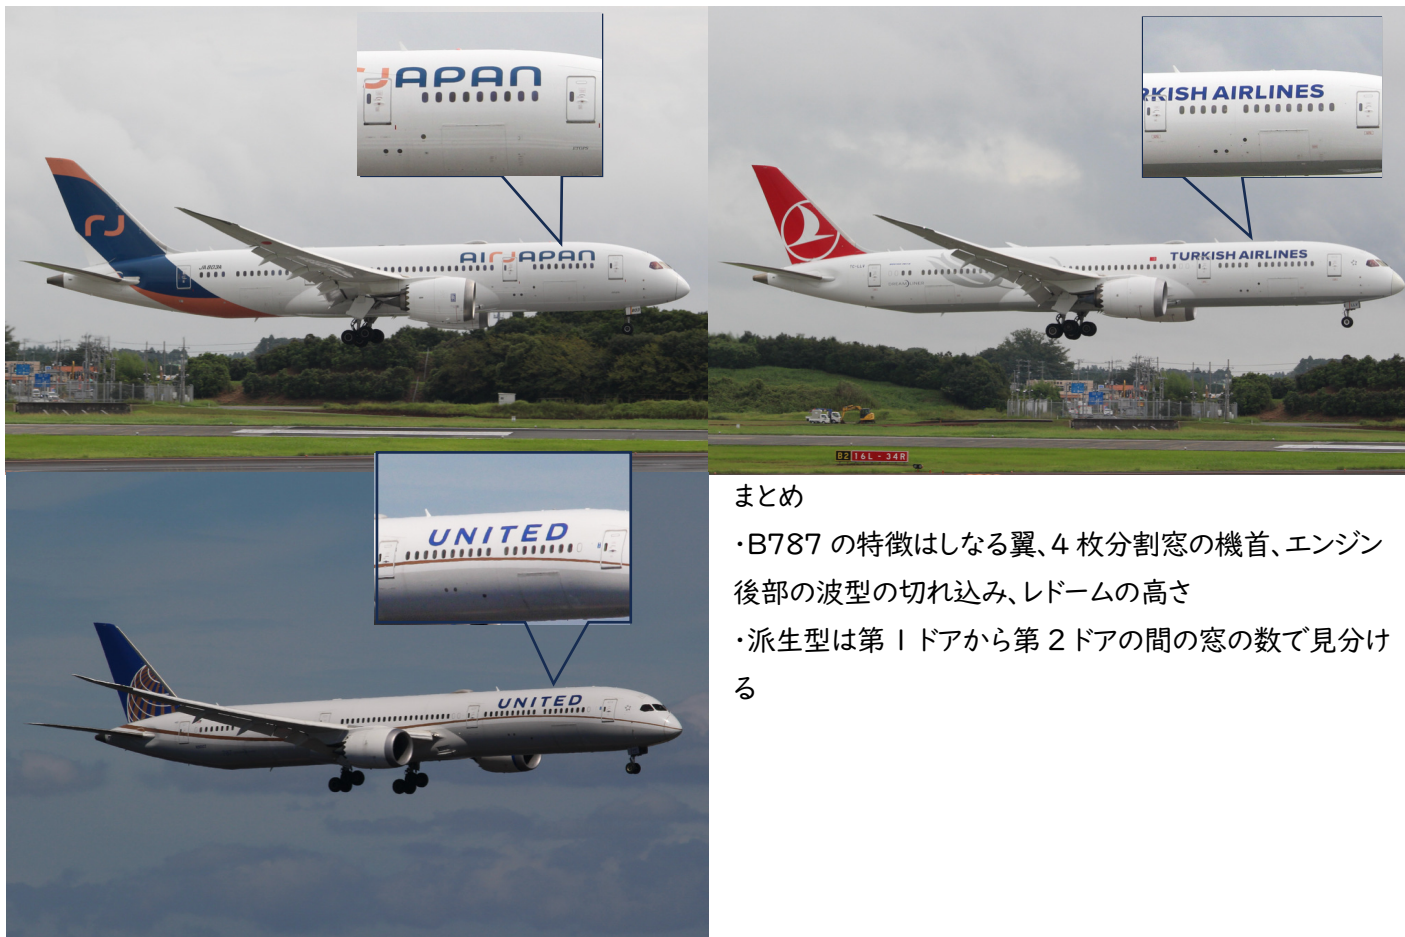 JAPAN
RKISH AIRLINES
AIRJAPAN
JA803A
TURKISH AIRLINES
B2 16L - 34R
UNITED
UNITED
まとめ
・B787 の特徴はしなる翼、4 枚分割窓の機首、エンジン
後部の波型の切れ込み、レドームの高さ
・派生型は第 1 ドアから第 2 ドアの間の窓の数で見分け
る